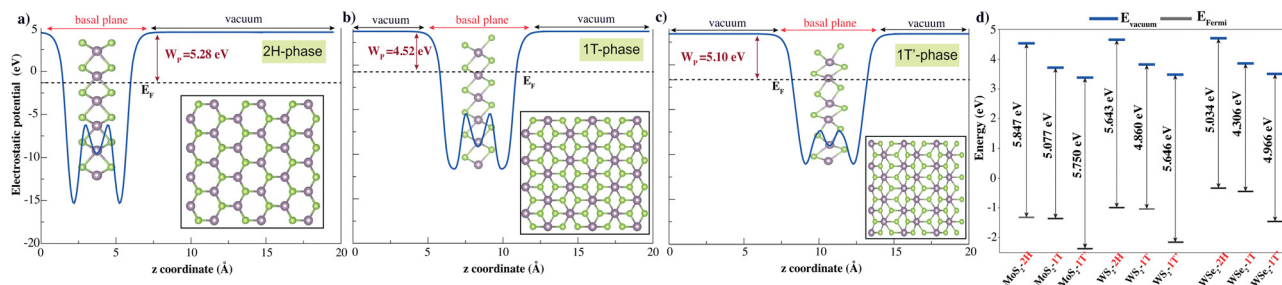 a)
vacuum
basal plane
5
0
-5
-10
-15
-20
Electrostatic potential (eV)
W_P=5.28 eV
2H-phase
E_F
0 5 10 15 20
z coordinate (Å)
b)
vacuum
basal plane
vacuum
W_P=4.52 eV
1T-phase
E_F
0 5 10 15 20
z coordinate (Å)
c)
vacuum
basal plane
vacuum
W_P=5.10 eV
1T'-phase
E_F
0 5 10 15 20
z coordinate (Å)
d)
E_vacuum
E_Fermi
5
4
3
2
1
0
-1
-2
Energy (eV)
5.847 eV
5.077 eV
5.750 eV
5.643 eV
4.860 eV
5.646 eV
5.034 eV
4.306 eV
4.966 eV
MoS₂-2H
MoS₂-1T
MoS₂-1T'
WS₂-2H
WS₂-1T
WS₂-1T'
WSe₂-2H
WSe₂-1T
WSe₂-1T'